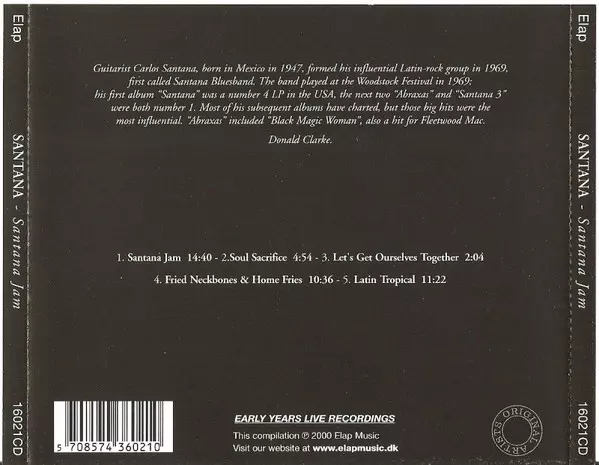 Elap
SANTANA - Santana Jam
16021CD
Guitarist Carlos Santana, born in Mexico in 1947, formed his influential Latin-rock group in 1969,
first called Santana Bluesband. The band played at the Woodstock Festival in 1969;
his first album "Santana" was a number 4 LP in the USA, the next two "Abraxas" and "Santana 3"
were both number 1. Most of his subsequent albums have charted, but those big hits were the
most influential. "Abraxas" included "Black Magic Woman", also a hit for Fleetwood Mac.
Donald Clarke.
1. Santana Jam 14:40 - 2.Soul Sacrifice 4:54 - 3. Let's Get Ourselves Together 2:04
4. Fried Neckbones & Home Fries 10:36 - 5. Latin Tropical 11:22
5 708574 360210
EARLY YEARS LIVE RECORDINGS
This compilation ℗ 2000 Elap Music
Visit our website at www.elapmusic.dk
ORIGINAL ARTISTS
Elap
SANTANA - Santana Jam
16021CD